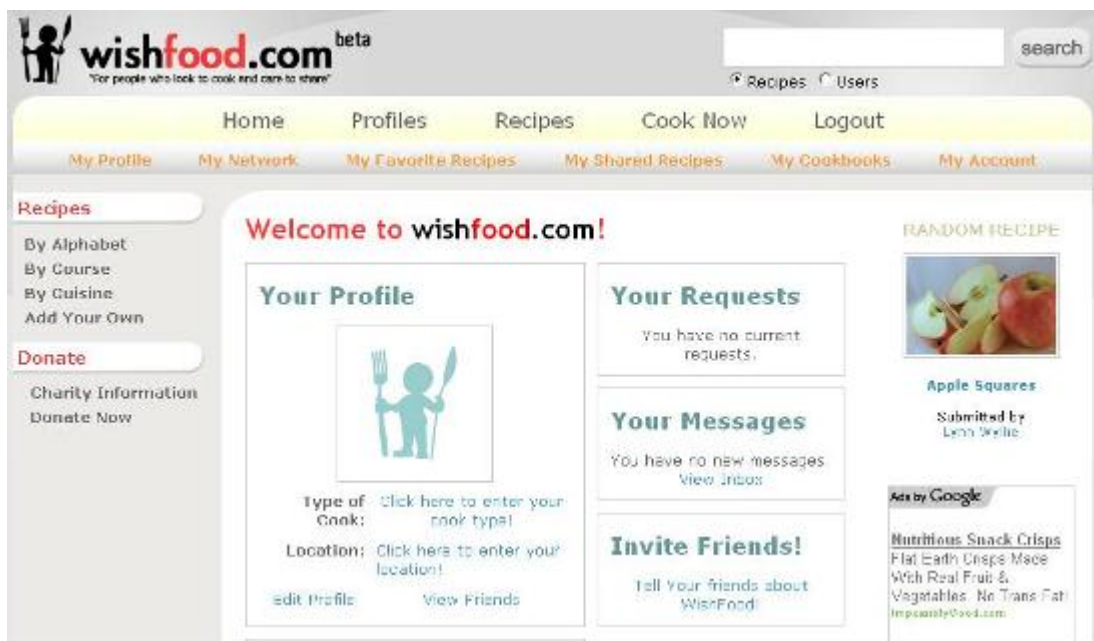 wishfood.com beta
"For people who look to cook and care to share"
search
Recipes Users
Home Profiles Recipes Cook Now Logout
My Profile My Network My Favorite Recipes My Shared Recipes My Cookbooks My Account
Recipes
By Alphabet
By Course
By Cuisine
Add Your Own
Donate
Charity Information
Donate Now
Welcome to wishfood.com!
Your Profile
Type of Cook: Click here to enter your
cook type!
Location: Click here to enter your
location!
Edit Profile View Friends
Your Requests
You have no current
requests.
Your Messages
You have no new messages
View Inbox
Invite Friends!
Tell Your friends about
WishFood!
RANDOM RECIPE
Apple Squares
Submitted by
Lynn
Ads by Google
Nutritious Snack Crisps
Flat Earth Crisps Made
With Real Fruit &
Vegetables. No Trans Fat!